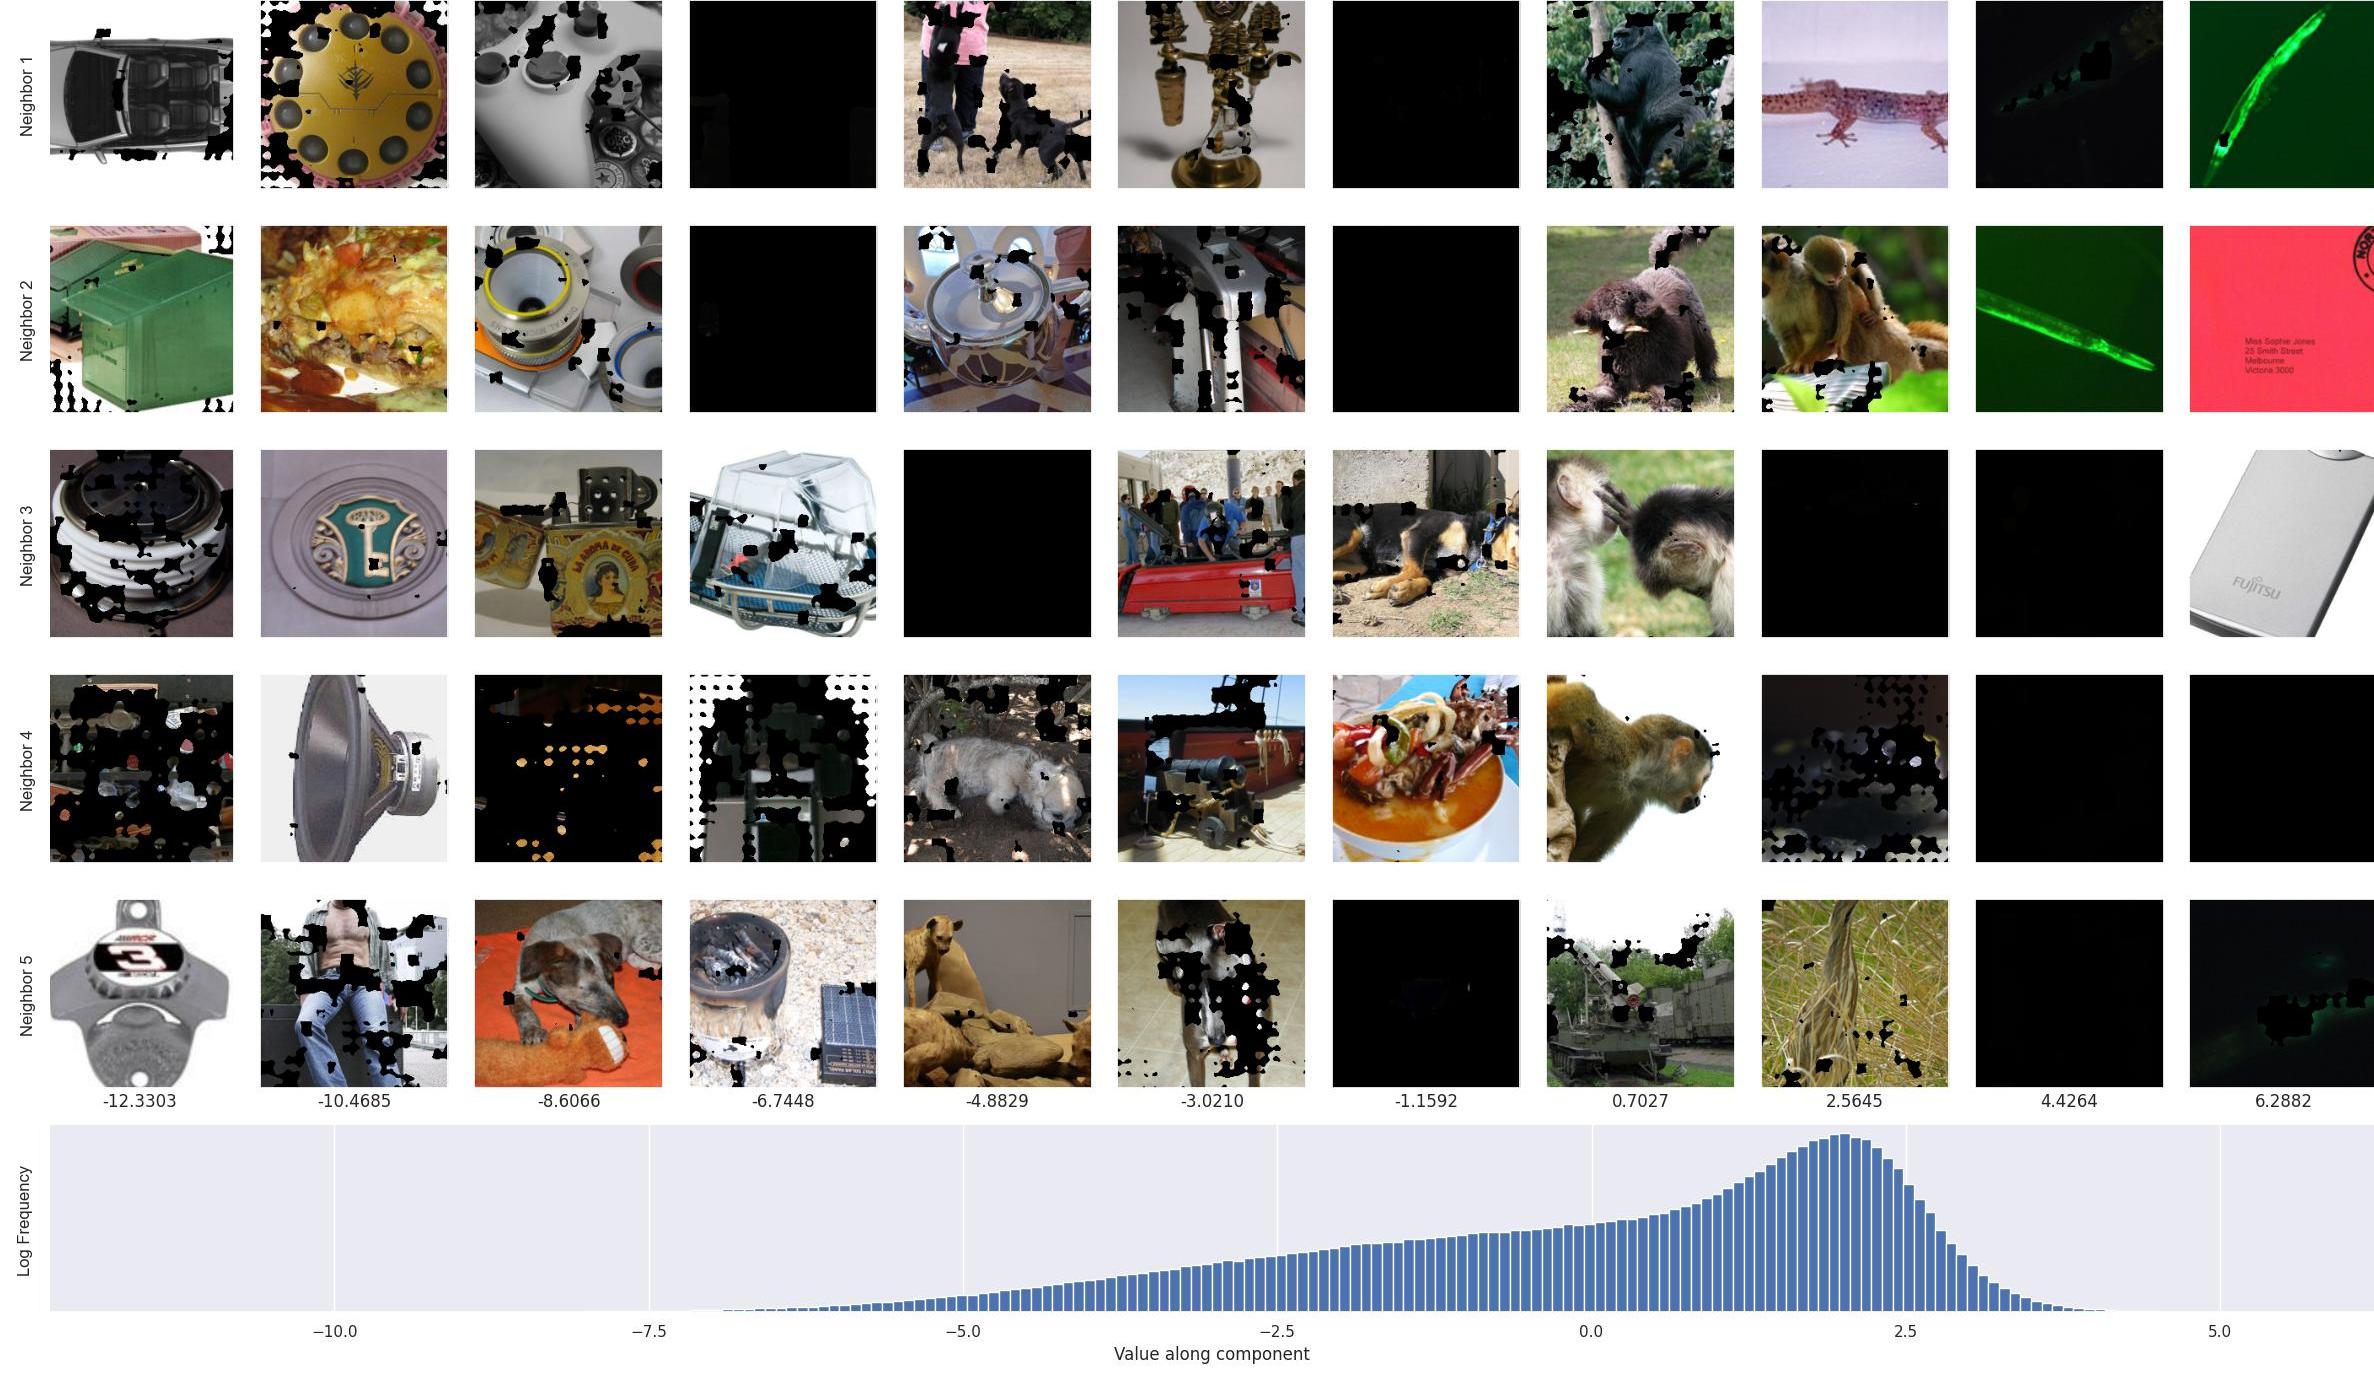 Neighbor 1
Neighbor 2
NOR
Miss Sophie Jones
25 Smith Street
Melbourne
Victoria 3000
Neighbor 3
LA AROMA DE CUBA
FUJITSU
Neighbor 4
Neighbor 5
3
-12.3303 -10.4685 -8.6066 -6.7448 -4.8829 -3.0210 -1.1592 0.7027 2.5645 4.4264 6.2882
Log Frequency
−10.0 −7.5 −5.0 −2.5 0.0 2.5 5.0
Value along component